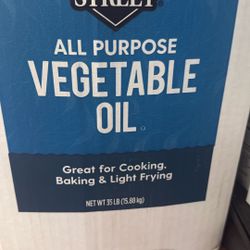 STREET
ALL PURPOSE
VEGETABLE
OIL
Great for Cooking,
Baking & Light Frying
NET WT 35 LB (15.88 kg)